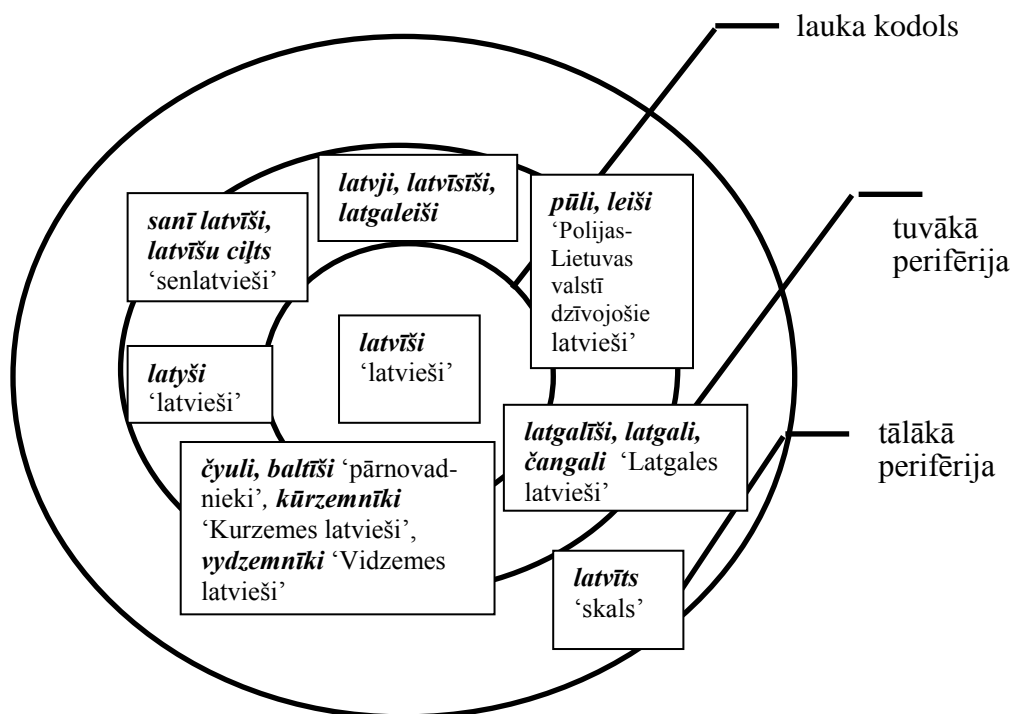 lauka kodols
latvji, latvīsīši,
latgaleiši
sanī latvīši,
latvīšu ciļts
‘senlatvieši’
pūli, leiši
‘Polijas-
Lietuvas
valstī
dzīvojošie
latvieši’
tuvākā
perifērija
latvīši
‘latvieši’
latyši
‘latvieši’
latgalīši, latgali,
čangali ‘Latgales
latvieši’
tālākā
perifērija
čyuli, baltīši ‘pārnovad-
nieki’, kūrzemnīki
‘Kurzemes latvieši’,
vydzemnīki ‘Vidzemes
latvieši’
latvīts
‘skals’